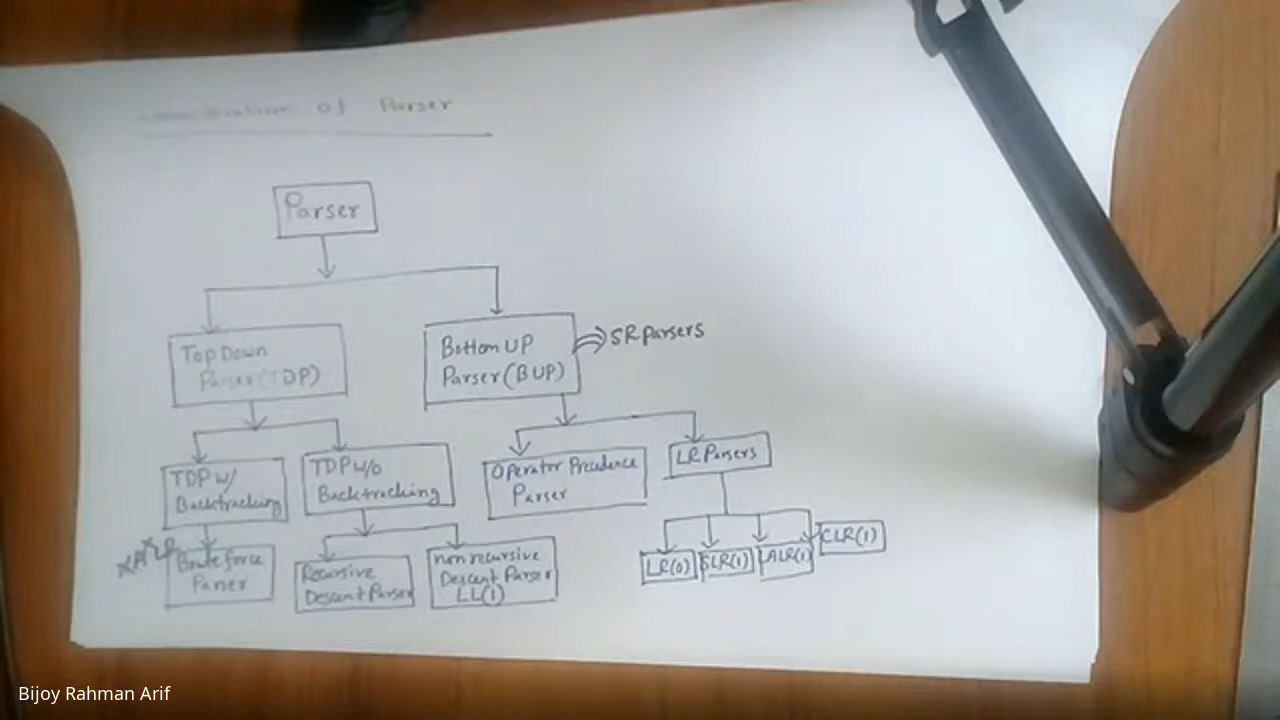 of Parser
Parser
Top Down
Parser (TDP)
Bottom UP
Parser (BUP)
SR Parsers
TDP w/
Backtracking
TDP w/o
Backtracking
Operator Precedence
Parser
LR Parsers
Brute force
Parser
Recursive
Descent Parser
non recursive
Descent Parser
LL(1)
LR(0)
SLR(1)
LALR(1)
CLR(1)
Bijoy Rahman Arif